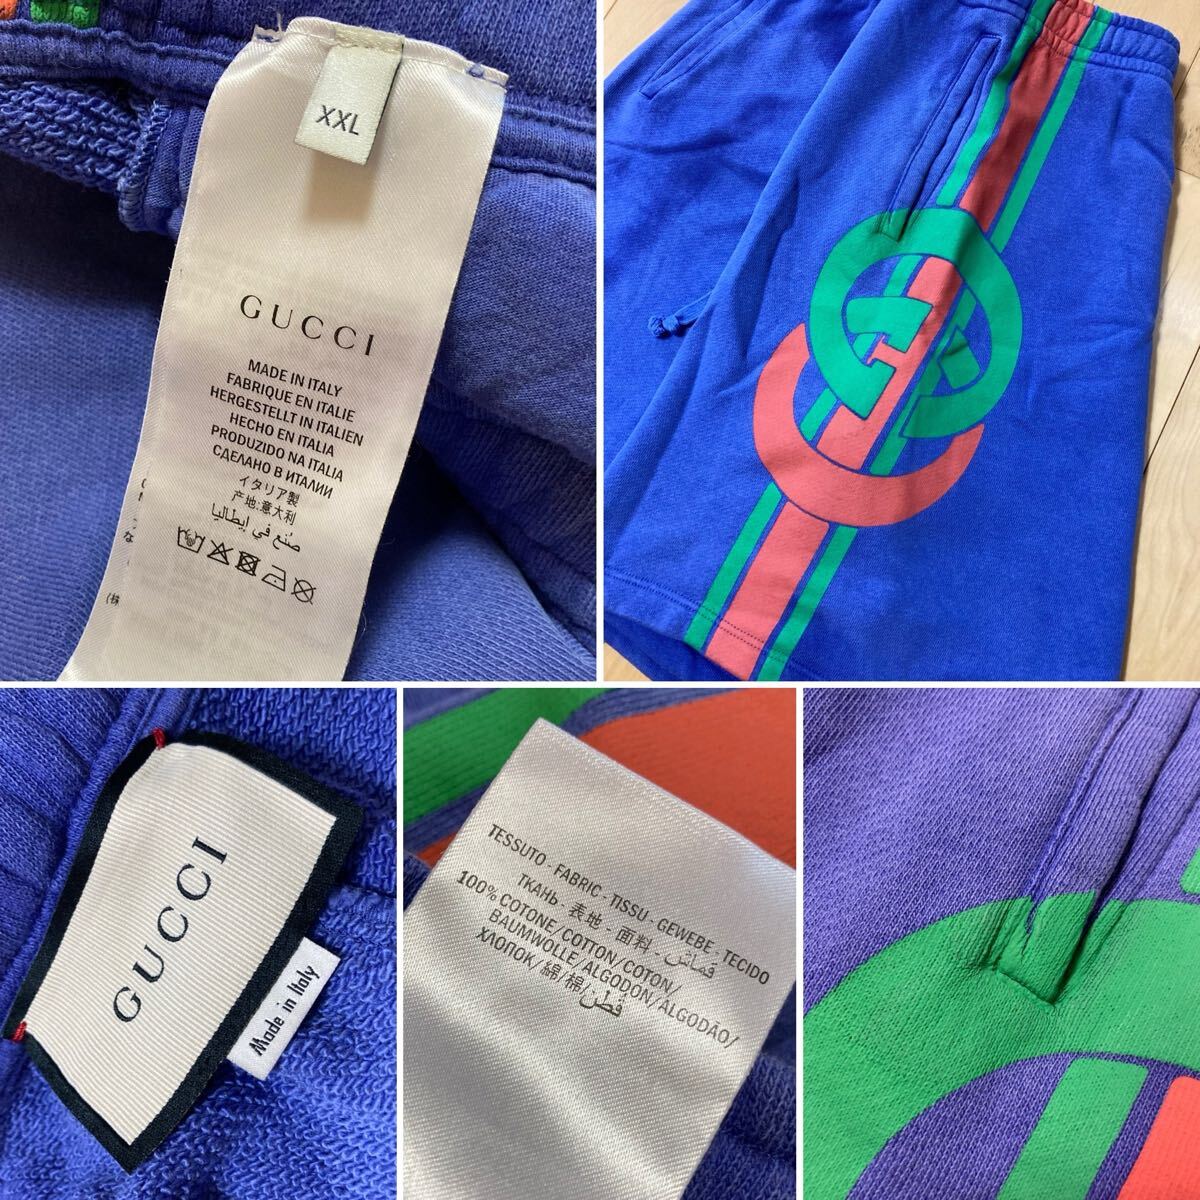 XXL
GUCCI
MADE IN ITALY
FABRIQUE EN ITALIE
HERGESTELLT IN ITALIEN
HECHO EN ITALIA
PRODUZIDO NA ITALIA
СДЕЛАНО В ИТАЛИИ
イタリア製
产地:意大利
صنع في إيطاليا
GUCCI
Made in Italy
TESSUTO - FABRIC - TISSU - GEWEBE - TECIDO
ТКАНЬ - 表地 - 面料 - قماش
100% COTONE/COTTON/COTON/
BAUMWOLLE/ALGODON/ALGODAO/
ХЛОПОК/綿/棉/قطن